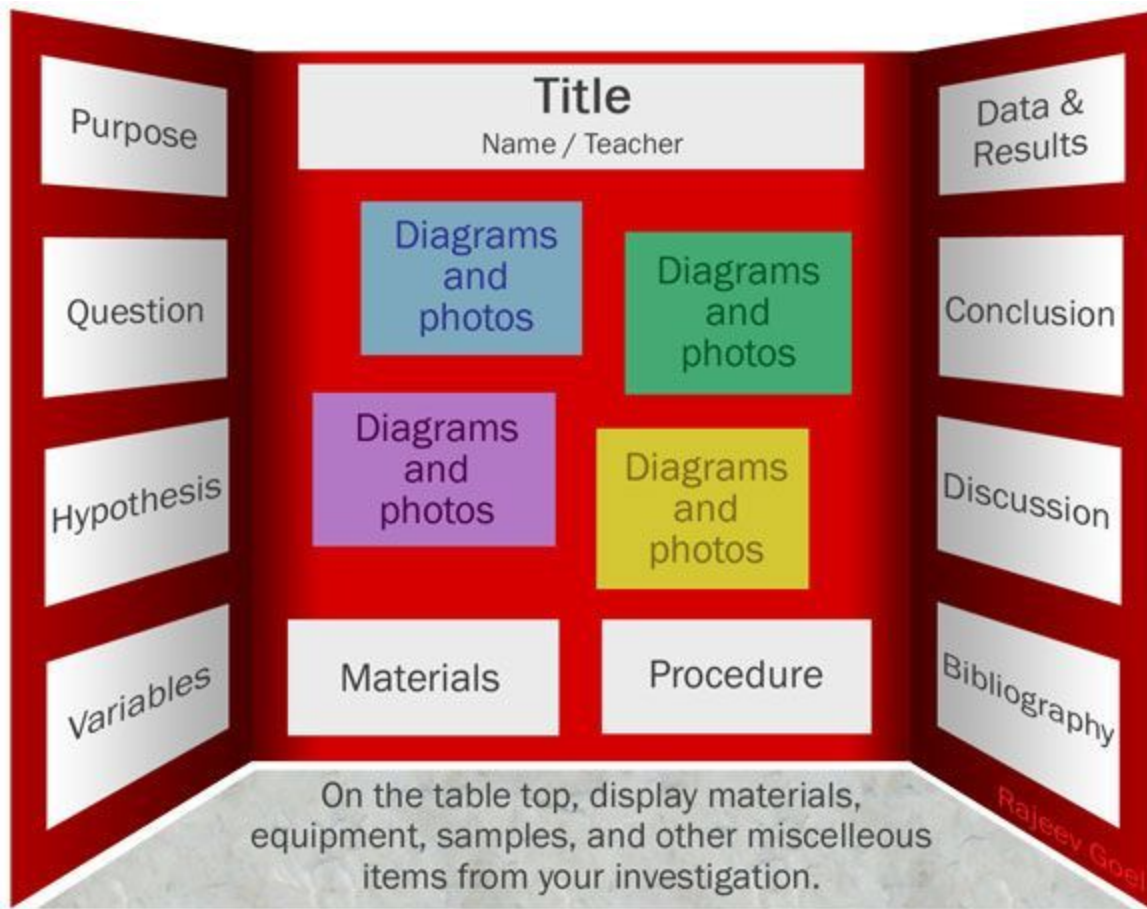 Purpose
Question
Hypothesis
Variables
Title
Name / Teacher
Diagrams
and
photos
Diagrams
and
photos
Diagrams
and
photos
Diagrams
and
photos
Materials
Procedure
Data &
Results
Conclusion
Discussion
Bibliography
On the table top, display materials,
equipment, samples, and other miscelleous
items from your investigation.
Rajeev Goel